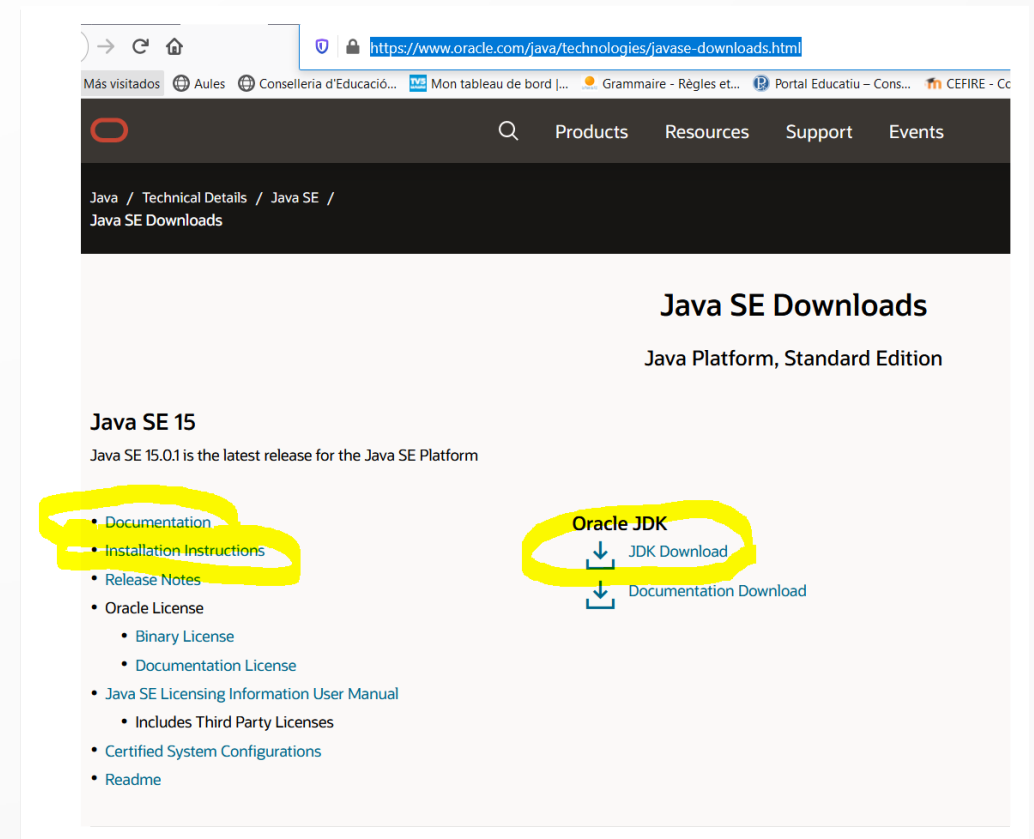 https://www.oracle.com/java/technologies/javase-downloads.html
Más visitados Aules Conselleria d'Educació... TV5 Mon tableau de bord |... Grammaire - Règles et... Portal Educatiu – Cons... CEFIRE - Co
Products Resources Support Events
Java / Technical Details / Java SE /
Java SE Downloads
Java SE Downloads
Java Platform, Standard Edition
Java SE 15
Java SE 15.0.1 is the latest release for the Java SE Platform
• Documentation
• Installation Instructions
• Release Notes
• Oracle License
• Binary License
• Documentation License
• Java SE Licensing Information User Manual
• Includes Third Party Licenses
• Certified System Configurations
• Readme
Oracle JDK
JDK Download
Documentation Download